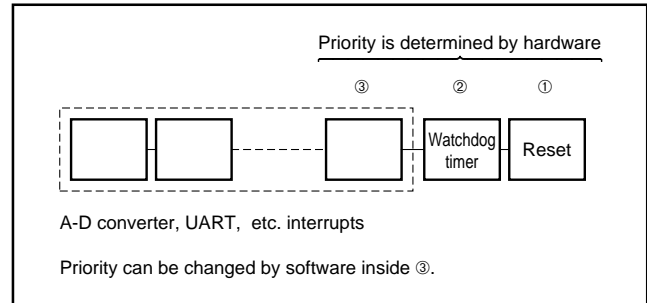 Priority is determined by hardware
③ ② ①
Watchdog
timer
Reset
A-D converter, UART, etc. interrupts
Priority can be changed by software inside ③.